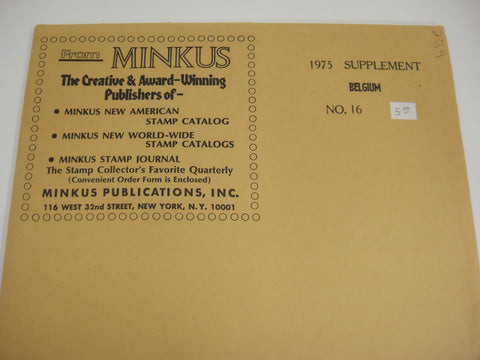 From MINKUS
The Creative & Award-Winning
Publishers of-
• MINKUS NEW AMERICAN
STAMP CATALOG
• MINKUS NEW WORLD-WIDE
STAMP CATALOGS
• MINKUS STAMP JOURNAL
The Stamp Collector's Favorite Quarterly
(Convenient Order Form is Enclosed)
MINKUS PUBLICATIONS, INC.
116 WEST 32nd STREET, NEW YORK, N.Y. 10001
1975 SUPPLEMENT
BELGIUM
NO. 16